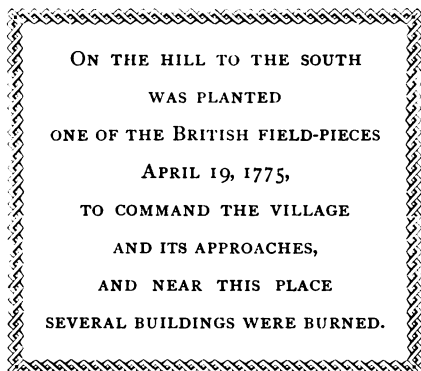 On the hill to the south
was planted
one of the British field-pieces
April 19, 1775,
to command the village
and its approaches,
and near this place
several buildings were burned.